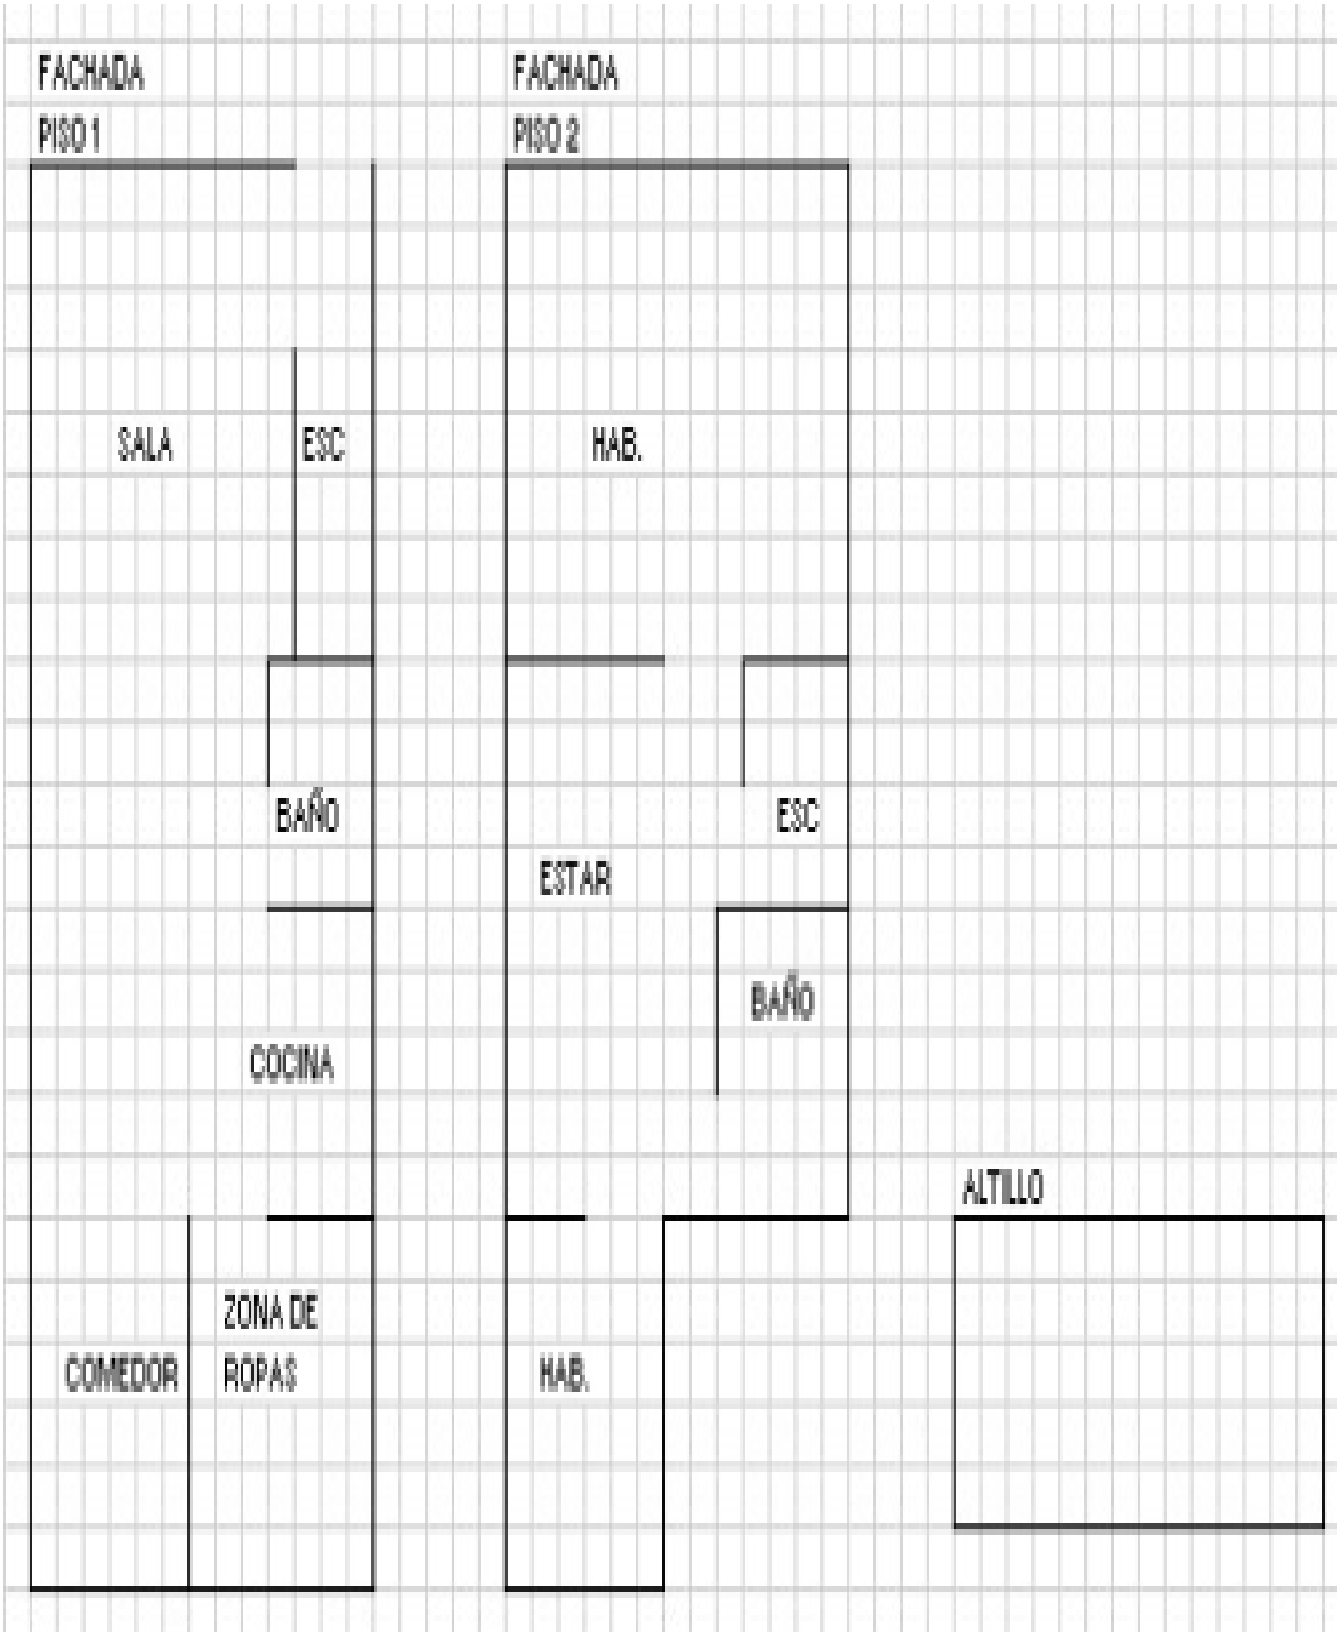 FACHADA
PISO 1
SALA
ESC
BAÑO
COCINA
ZONA DE
ROPAS
COMEDOR
FACHADA
PISO 2
HAB.
ESC
ESTAR
BAÑO
HAB.
ALTILLO